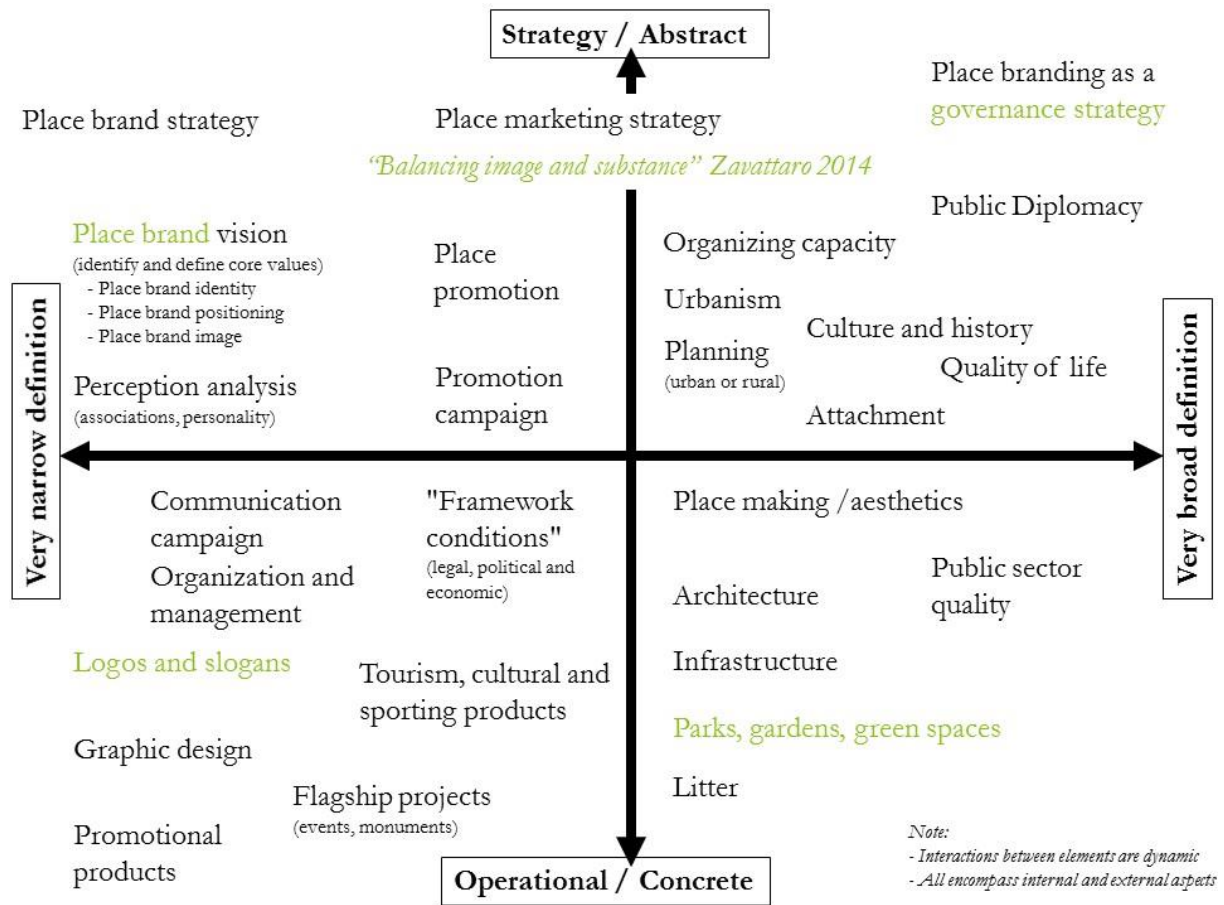 Strategy / Abstract
Place brand strategy
Place marketing strategy
Place branding as a
governance strategy
“Balancing image and substance” Zavattaro 2014
Place brand vision
(identify and define core values)
- Place brand identity
- Place brand positioning
- Place brand image
Perception analysis
(associations, personality)
Place
promotion
Promotion
campaign
Public Diplomacy
Organizing capacity
Urbanism
Culture and history
Planning
(urban or rural)
Quality of life
Attachment
Very narrow definition
Very broad definition
Communication
campaign
Organization and
management
"Framework
conditions"
(legal, political and
economic)
Logos and slogans
Tourism, cultural and
sporting products
Graphic design
Flagship projects
(events, monuments)
Promotional
products
Place making /aesthetics
Public sector
quality
Architecture
Infrastructure
Parks, gardens, green spaces
Litter
Operational / Concrete
Note:
- Interactions between elements are dynamic
- All encompass internal and external aspects